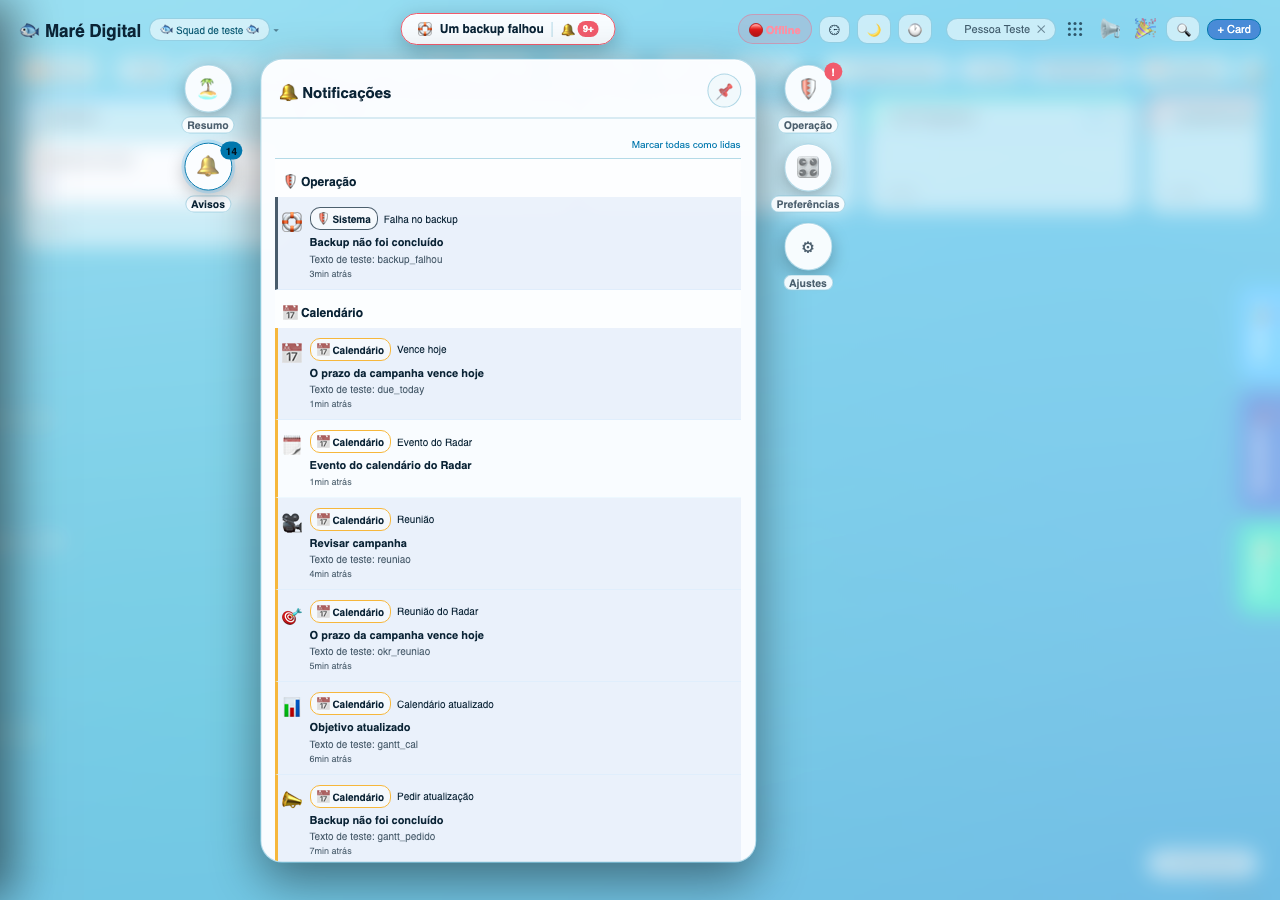 Maré Digital
Squad de teste
Um backup falhou
9+
Offline
Pessoa Teste
+ Card
Resumo
14
Avisos
Notificações
Marcar todas como lidas
Operação
Sistema Falha no backup
Backup não foi concluído
Texto de teste: backup_falhou
3min atrás
Calendário
17 Calendário Vence hoje
O prazo da campanha vence hoje
Texto de teste: due_today
1min atrás
Calendário Evento do Radar
Evento do calendário do Radar
1min atrás
Calendário Reunião
Revisar campanha
Texto de teste: reuniao
4min atrás
Calendário Reunião do Radar
O prazo da campanha vence hoje
Texto de teste: okr_reuniao
5min atrás
Calendário Calendário atualizado
Objetivo atualizado
Texto de teste: gantt_cal
6min atrás
Calendário Pedir atualização
Backup não foi concluído
Texto de teste: gantt_pedido
7min atrás
!
Operação
Preferências
Ajustes